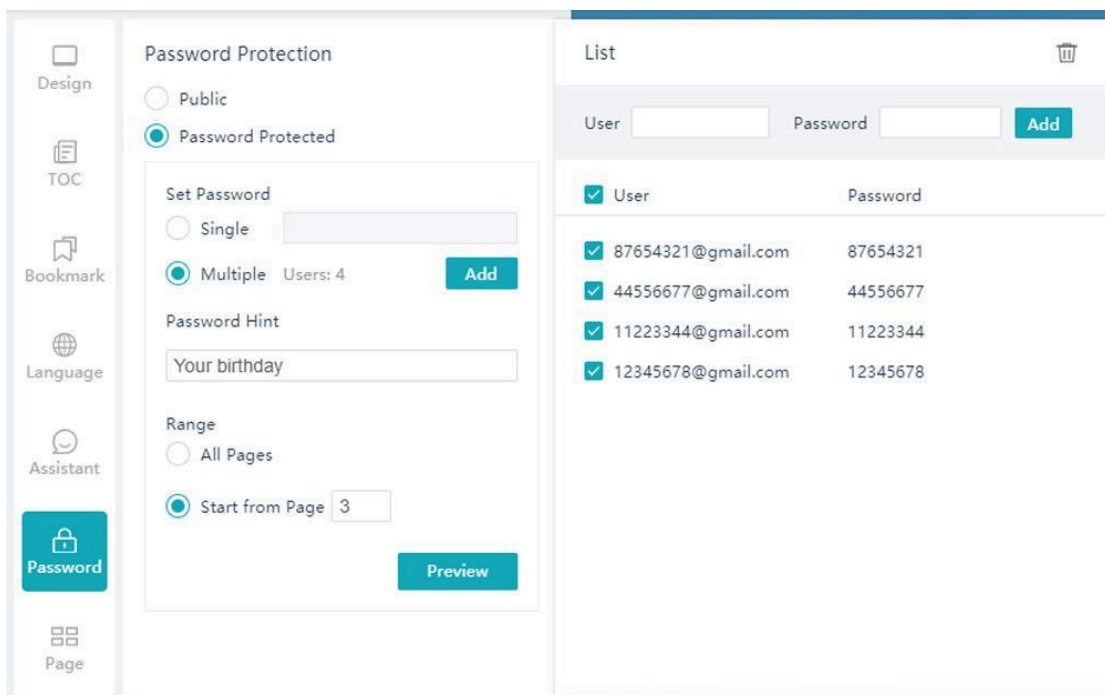 Design
TOC
Bookmark
Language
Assistant
Password
Page
Password Protection
Public
Password Protected
Set Password
Single
Multiple Users: 4 Add
Password Hint
Your birthday
Range
All Pages
Start from Page 3
Preview
List
User Password Add
User Password
87654321@gmail.com 87654321
44556677@gmail.com 44556677
11223344@gmail.com 11223344
12345678@gmail.com 12345678